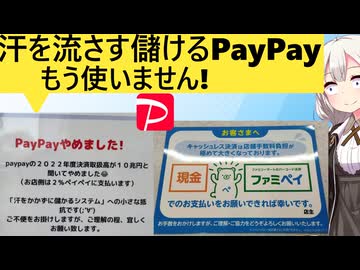 汗を流さす儲けるPayPay
もう使いません!
PayPayやめました!
paypayの2022年度決済取扱高が10兆円と
聞いてやめました😂
(お店側は2%ペイペイに支払います)
「汗をかかずに儲かるシステム」への小さな抵
抗です(;'∀')
ご不便をお掛けしますが、ご理解の程、宜しく
お願い致します。
お客さまへ
キャッシュレス決済は店舗手数料負担が
極めて大きくなっております。
現金
ファミペイ
でのお支払いをお願いできれば幸いです。
店主
お手数をおかけしますが、ご理解・ご協力をどうぞよろしくお願いいたします。